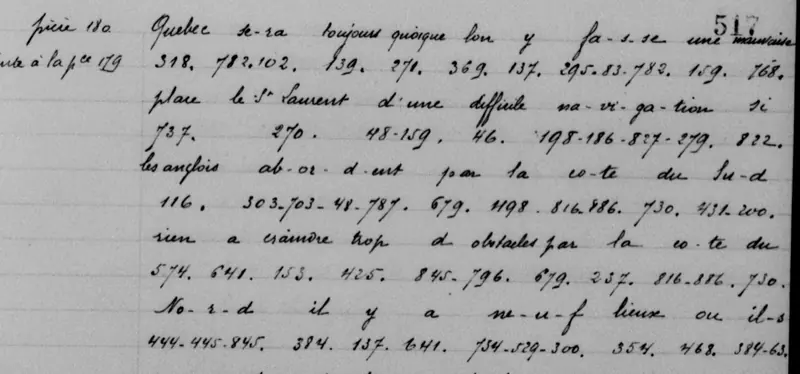 517
pièce 180 Quebec se-ra toujours quoique l'on y fa-s-se une mauvaise
à la pce 179 318. 782.102. 139. 271. 369. 137. 295-83-782. 159. 768.
place le St Laurent d'une difficile na-vi-ga-tion si
737. 270. 48-159. 46. 198-186-827-279. 822.
les anglois ab-or-d-ent par la co-te du Su-d
116. 303-703-48-787. 679. 498. 816-886. 730. 431-200.
rien a craindre trop d obstacles par la co-te du
574. 641. 153. 425. 845-796. 679. 237. 816-886. 730.
No-r-d il y a ne-u-f lieux ou il-s
444-445-845. 384. 137. 641. 734-529-300. 354. 468. 384-63.